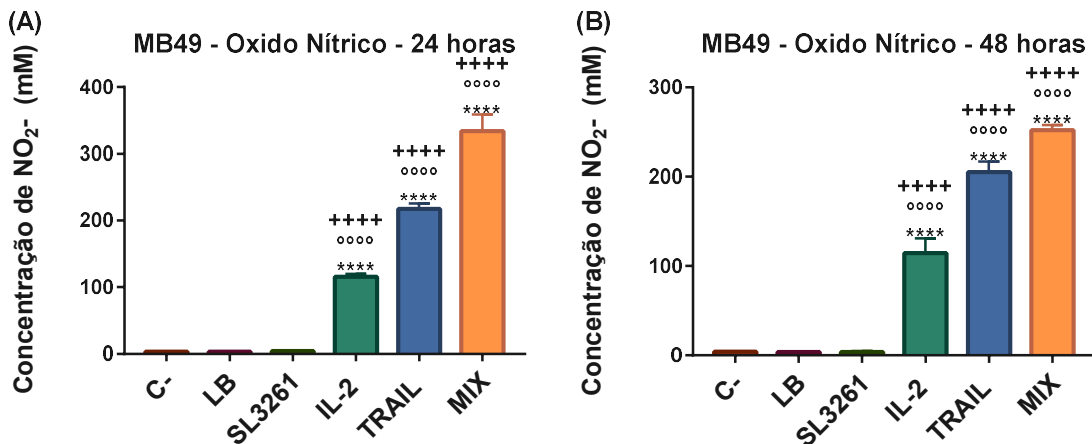 (A)
MB49 - Oxido Nítrico - 24 horas
Concentração de NO₂- (mM)
400
300
200
100
0
++++
°°°°
****
++++
°°°°
****
++++
°°°°
****
C-
LB
SL3261
IL-2
TRAIL
MIX
(B)
MB49 - Oxido Nítrico - 48 horas
Concentração de NO₂- (mM)
300
200
100
0
++++
°°°°
****
++++
°°°°
****
++++
°°°°
****
C-
LB
SL3261
IL-2
TRAIL
MIX